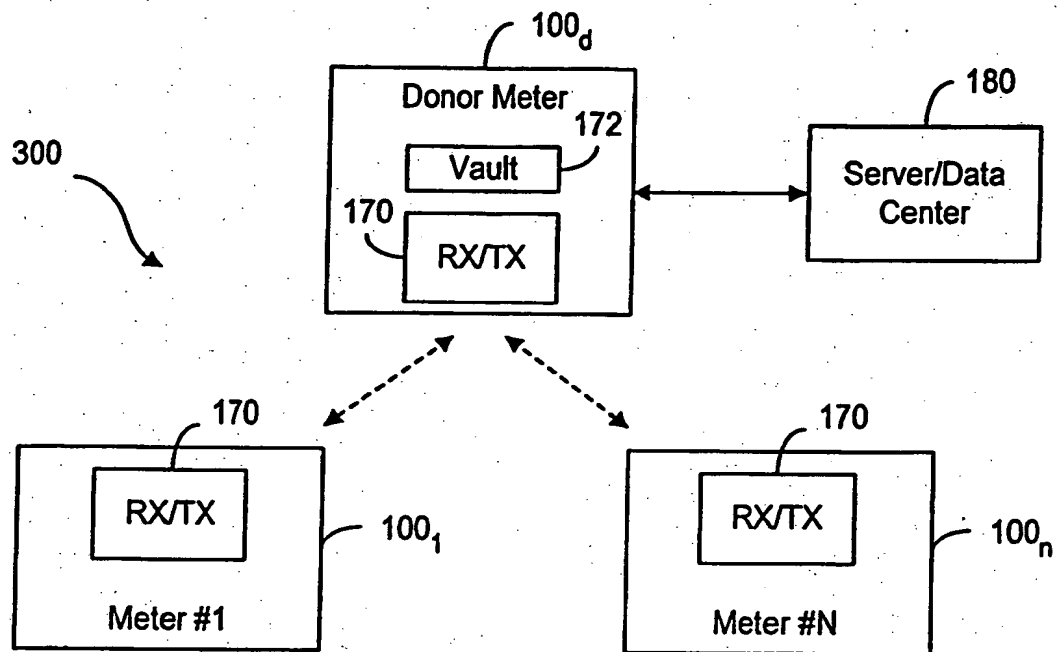 100d
Donor Meter
180
172
300
Vault
Server/Data
Center
170
RX/TX
170
170
RX/TX
RX/TX
1001
100n
Meter #1
Meter #N